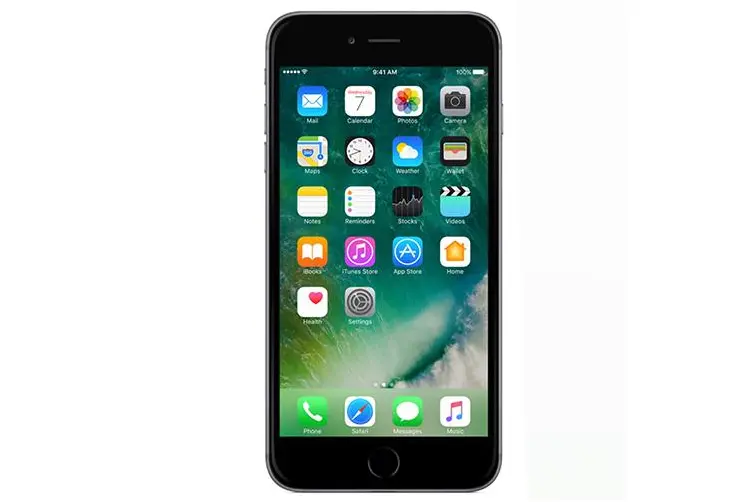 9:41 AM 100%
Wednesday
7
Mail Calendar Photos Camera
Maps Clock Weather Wallet
Notes Reminders Stocks Videos
iBooks iTunes Store App Store Home
Health Settings
Phone Safari Messages Music